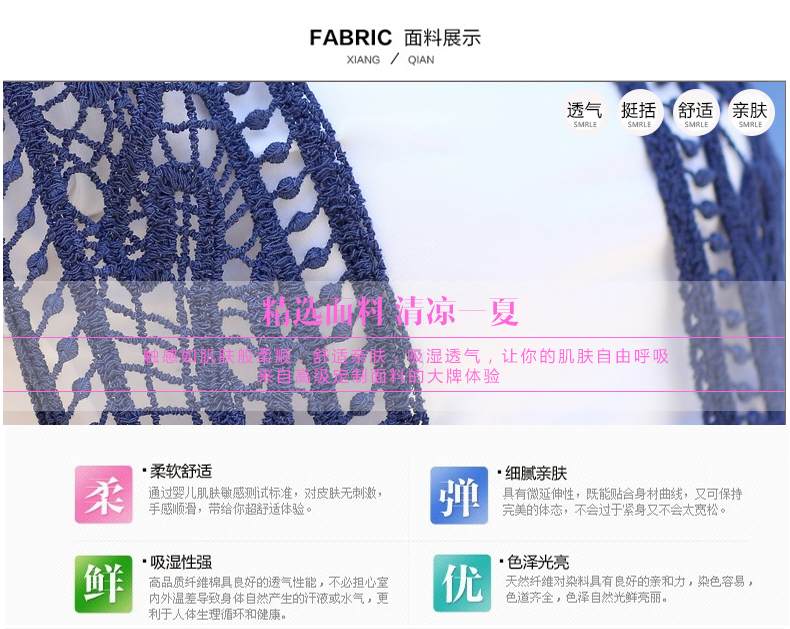 FABRIC 面料展示
XIANG / QIAN
透气 挺括 舒适 亲肤
SMRLE SMRLE SMRLE SMRLE
精选面料 清凉一夏
触感如肌肤般柔顺，舒适亲肤，吸湿透气，让你的肌肤自由呼吸
来自高级定制面料的大牌体验
柔
柔软舒适
通过婴儿肌肤敏感测试标准，对皮肤无刺激，
手感顺滑，带给你超舒适体验。
弹
细腻亲肤
具有微延伸性，既能贴合身材曲线，又可保持
完美的体态，不会过于紧身又不会太宽松。
鲜
吸湿性强
高品质纤维棉具良好的透气性能，不必担心室
内外温差导致身体自然产生的汗液或水气，更
利于人体生理循环和健康。
优
色泽光亮
天然纤维对染料具有良好的亲和力，染色容易，
色道齐全，色泽自然光鲜亮丽。